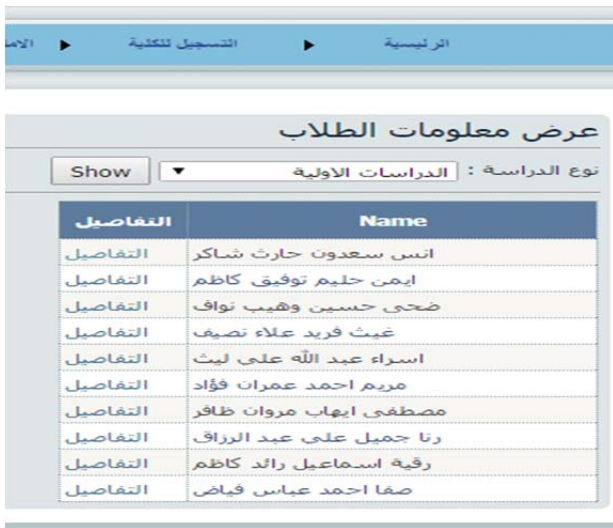 الرئيسية ◀ التسجيل للكلية ◀
عرض معلومات الطلاب
نوع الدراسة : الدراسات الاولية ▼ Show
Name التفاصيل
انس سعدون حارث شاكر التفاصيل
ايمن حليم توفيق كاظم التفاصيل
ضحى حسين وهيب نواف التفاصيل
غيث فريد علاء نصيف التفاصيل
اسراء عبد الله علي ليث التفاصيل
مريم احمد عمران فؤاد التفاصيل
مصطفى ايهاب مروان ظافر التفاصيل
رنا جميل علي عبد الرزاق التفاصيل
رقية اسماعيل رائد كاظم التفاصيل
صفا احمد عباس فياض التفاصيل